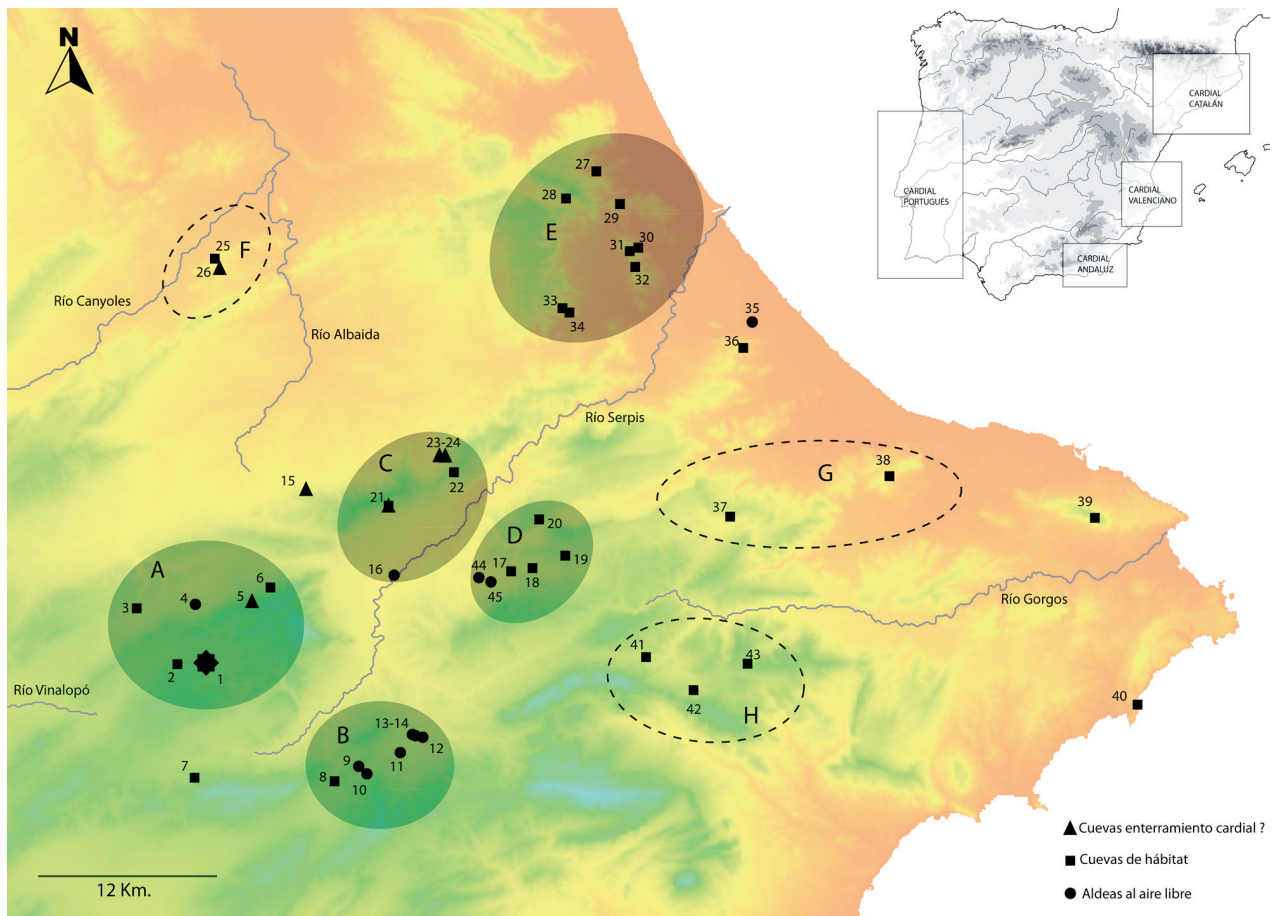 N
CARDIAL
CATALÁN
CARDIAL
PORTUGUÉS
CARDIAL
VALENCIANO
CARDIAL
ANDALUZ
27
28
29
E
30
31
32
33
34
25
F
26
Río Canyoles
Río Albaida
35
36
Río Serpis
23-24
C
22
21
15
G
38
37
39
D
20
17
19
18
16
44
45
A
6
5
4
3
2
1
Río Gorgos
41
43
42
H
40
Río Vinalopó
13-14
B
12
11
9
10
8
7
12 Km.
Cuevas enterramiento cardial ?
Cuevas de hábitat
Aldeas al aire libre